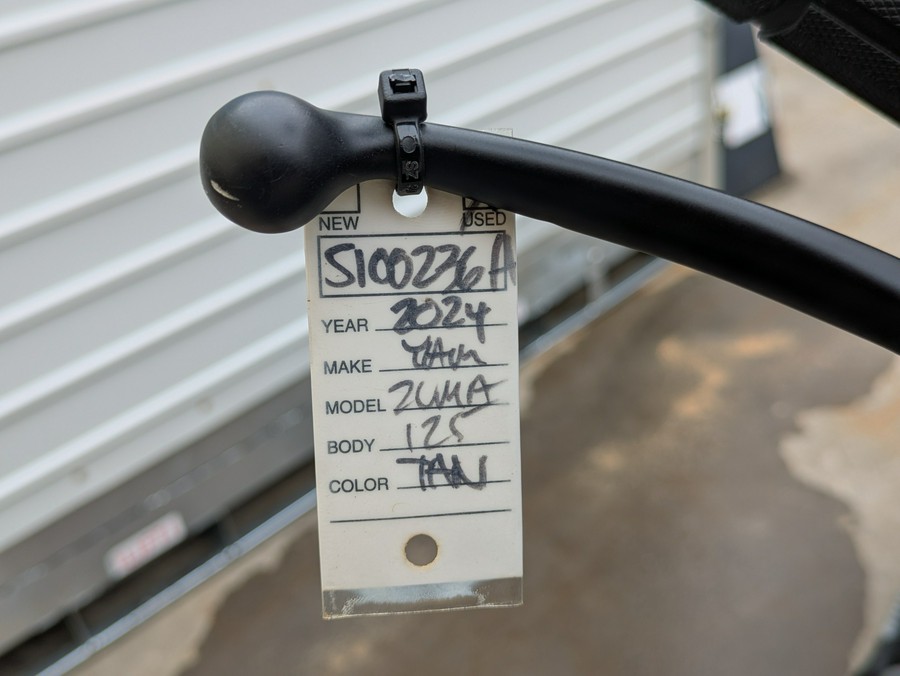 NEW USED
S100236A
YEAR 2024
MAKE YAM
MODEL ZUMA
BODY 125
COLOR TAN